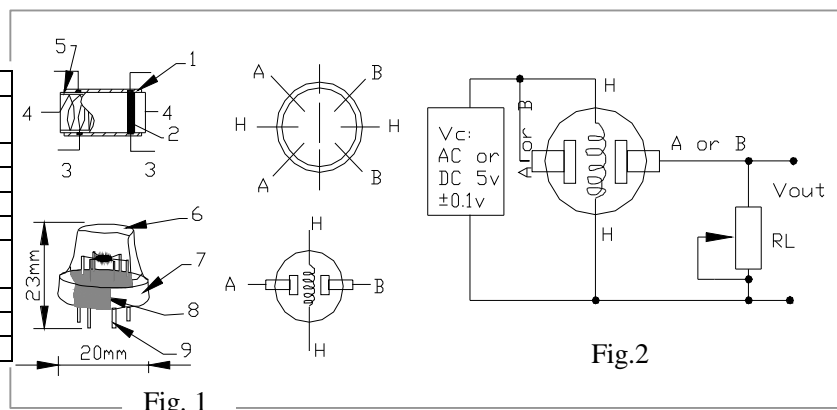 5
1
4
4
2
3
3
A
B
H
H
A
B
6
7
8
9
23mm
20mm
H
A
B
H
Fig. 1
H
Vc:
AC or
DC 5v
±0.1v
A or B
A or B
Vout
RL
H
Fig.2